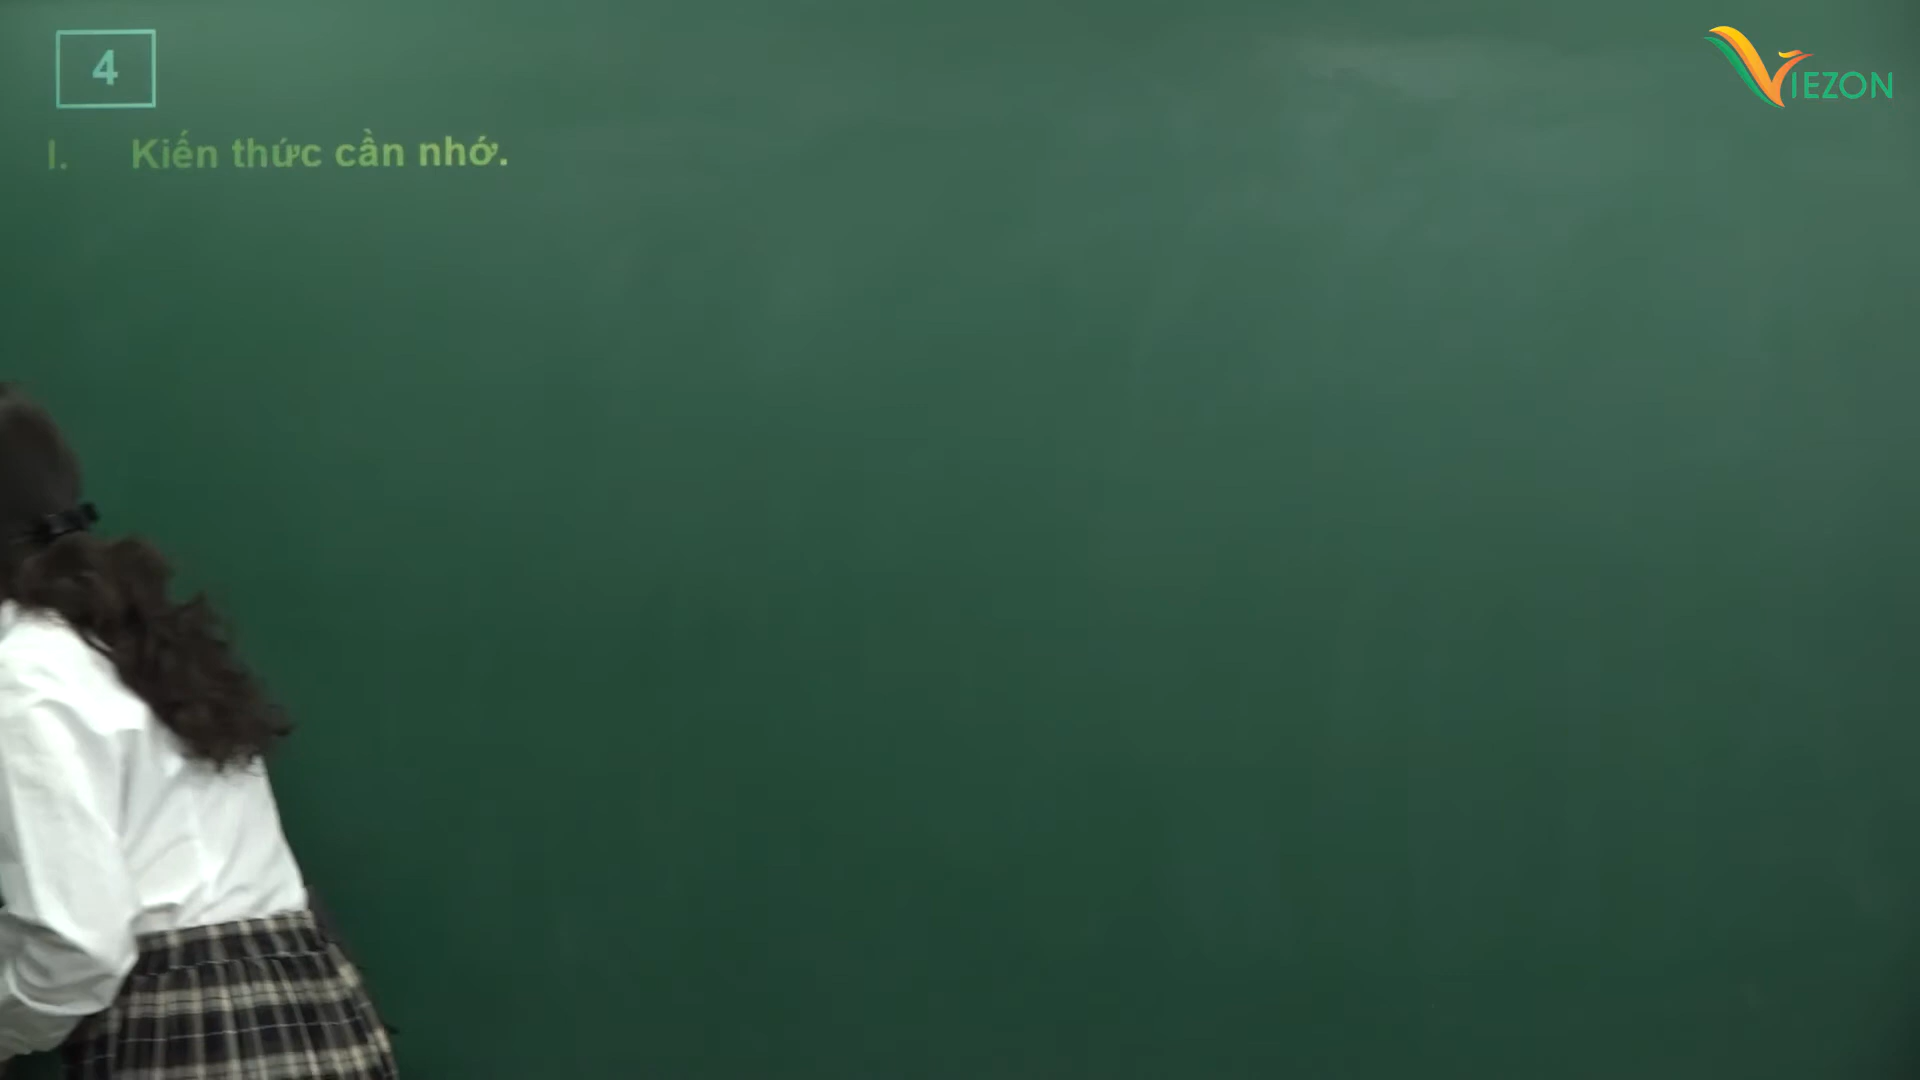 4
VIEZON
I. Kiến thức cần nhớ.